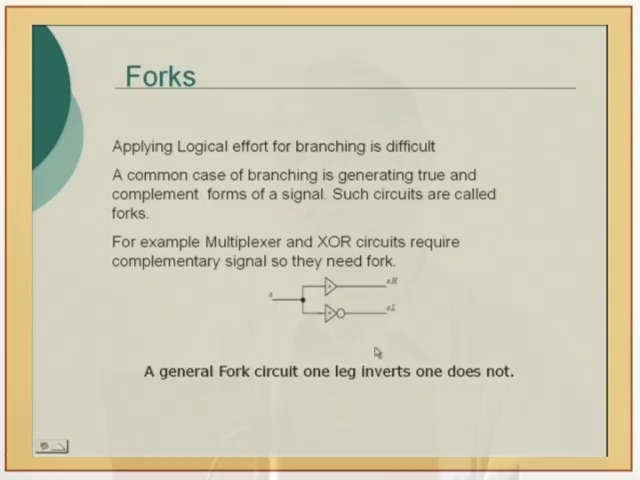 Forks
Applying Logical effort for branching is difficult
A common case of branching is generating true and
complement forms of a signal. Such circuits are called
forks.
For example Multiplexer and XOR circuits require
complementary signal so they need fork.
a
aH
aL
A general Fork circuit one leg inverts one does not.